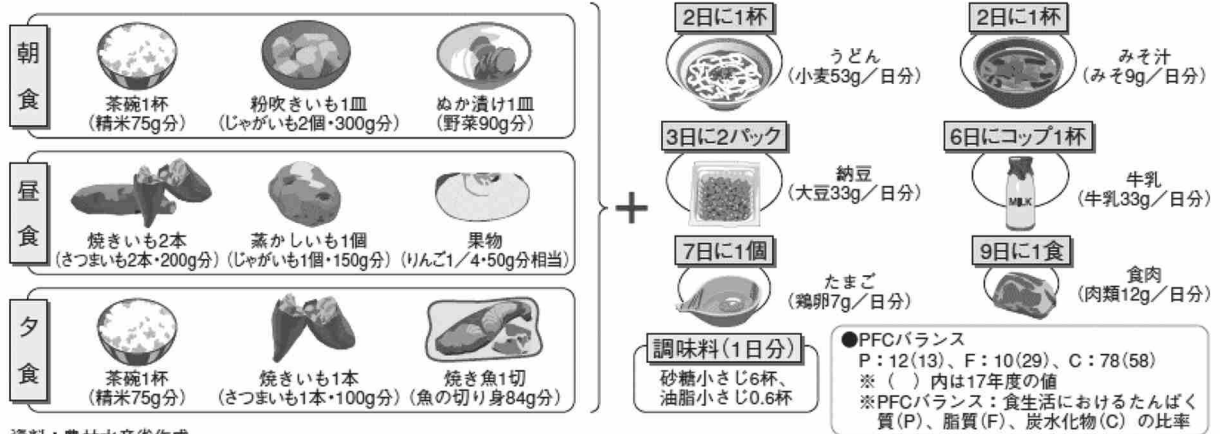 朝食
茶碗1杯
(精米75g分)
粉吹きいも1皿
(じゃがいも2個・300g分)
ぬか漬け1皿
(野菜90g分)
昼食
焼きいも2本
(さつまいも2本・200g分)
蒸かしいも1個
(じゃがいも1個・150g分)
果物
(りんご1/4・50g分相当)
夕食
茶碗1杯
(精米75g分)
焼きいも1本
(さつまいも1本・100g分)
焼き魚1切
(魚の切り身84g分)
+
2日に1杯
うどん
(小麦53g/日分)
2日に1杯
みそ汁
(みそ9g/日分)
3日に2パック
納豆
(大豆33g/日分)
6日にコップ1杯
MILK
牛乳
(牛乳33g/日分)
7日に1個
たまご
(鶏卵7g/日分)
9日に1食
食肉
(肉類12g/日分)
調味料(1日分)
砂糖小さじ6杯、
油脂小さじ0.6杯
●PFCバランス
P:12(13)、F:10(29)、C:78(58)
※( )内は17年度の値
※PFCバランス:食生活におけるたんぱく
質(P)、脂質(F)、炭水化物(C)の比率
資料:農林水産省作成